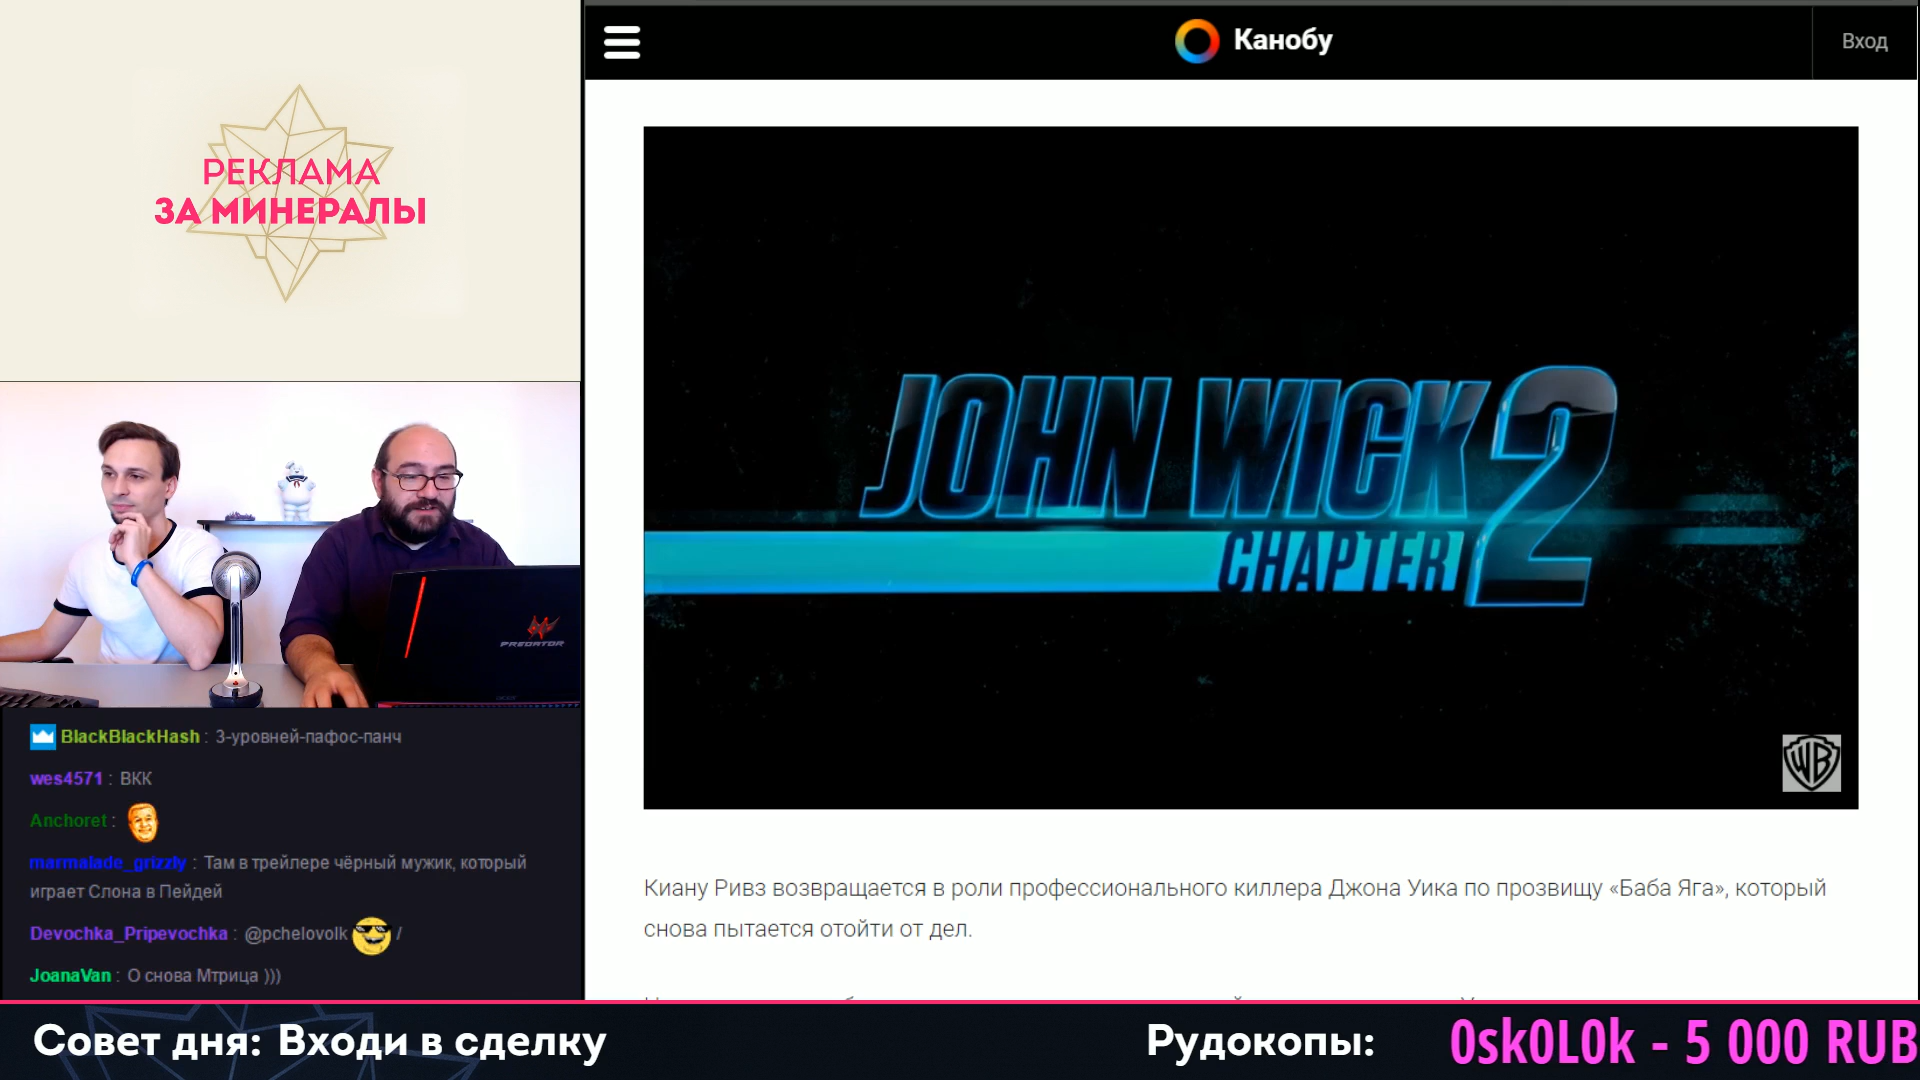 РЕКЛАМА
ЗА МИНЕРАЛЫ
PREDATOR
BlackBlackHash : 3-уровней-пафос-панч
wes4571 : ВКК
Anchoret :
marmalade_grizzly : Там в трейлере чёрный мужик, который
играет Слона в Пейдей
Devochka_Pripevochka : @pchelovolk /
JoanaVan : О снова Мтрица )))
Канобу
Вход
JOHN WICK 2
CHAPTER
WB
Киану Ривз возвращается в роли профессионального киллера Джона Уика по прозвищу «Баба Яга», который
снова пытается отойти от дел.
Совет дня: Входи в сделку
Рудокопы:
0sk0L0k - 5 000 RUB